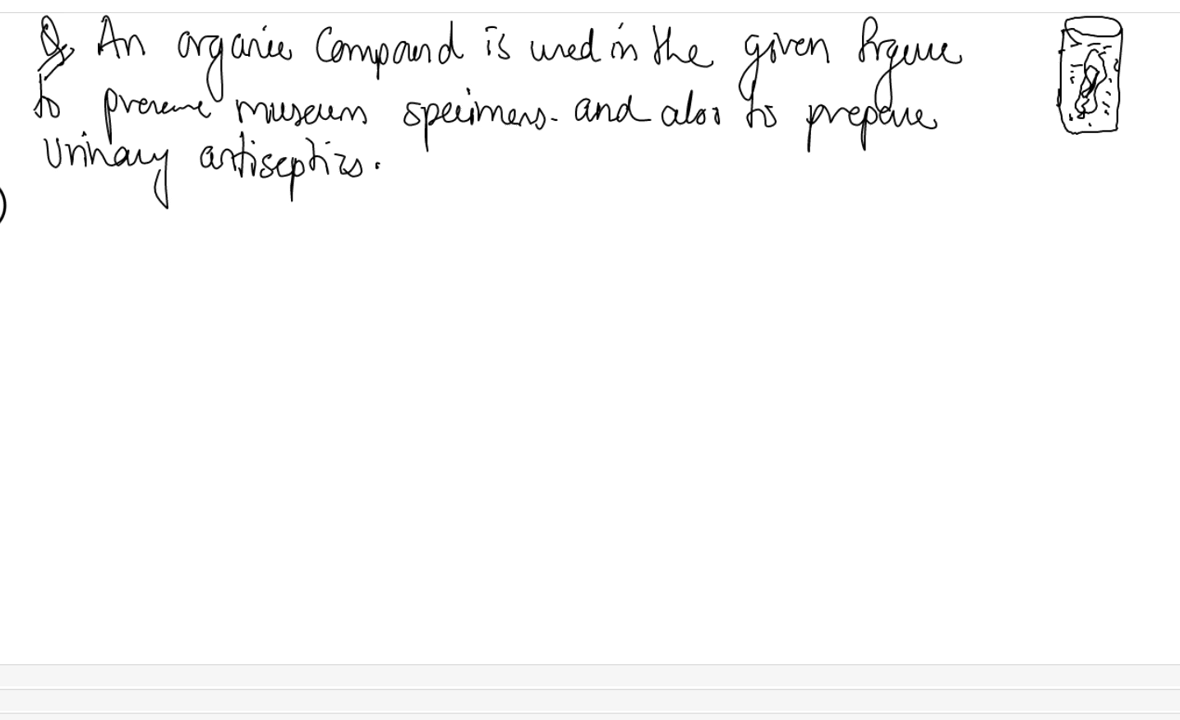 Q. An organic Compound is used in the given figure
to preserve museum specimens. and also to prepare
Urinary antiseptics.